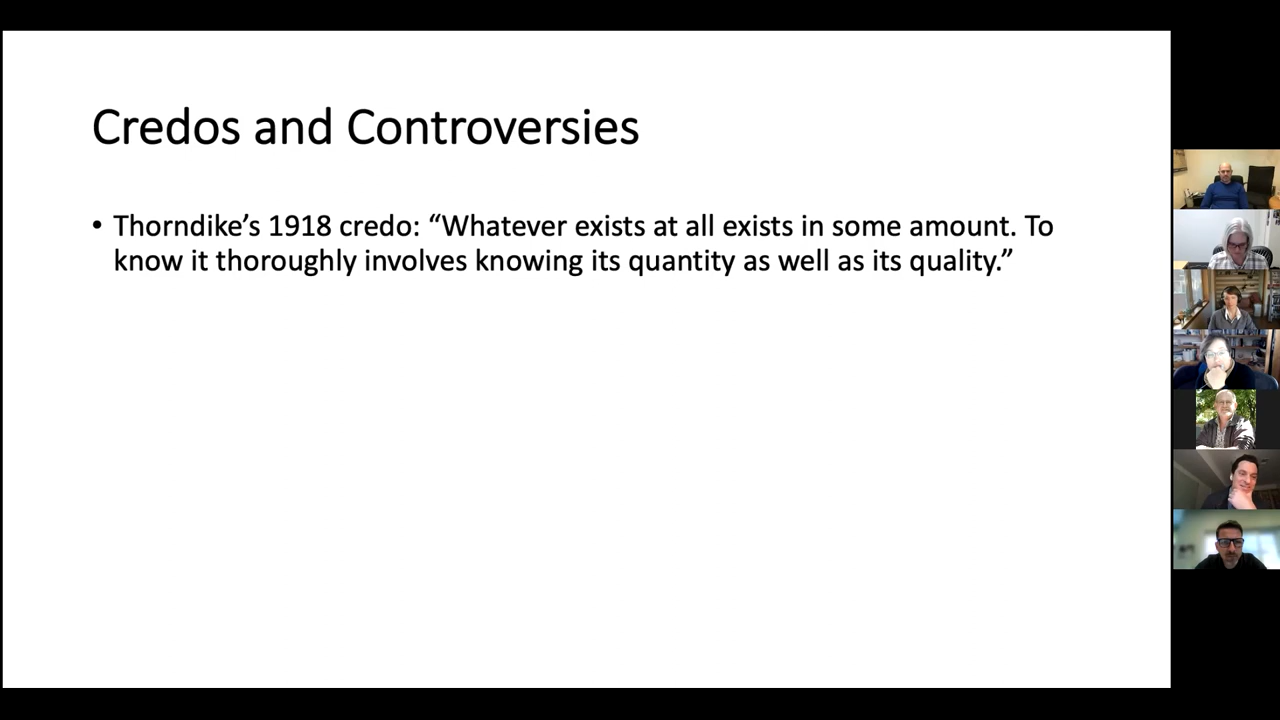 Credos and Controversies
• Thorndike’s 1918 credo: “Whatever exists at all exists in some amount. To
know it thoroughly involves knowing its quantity as well as its quality.”